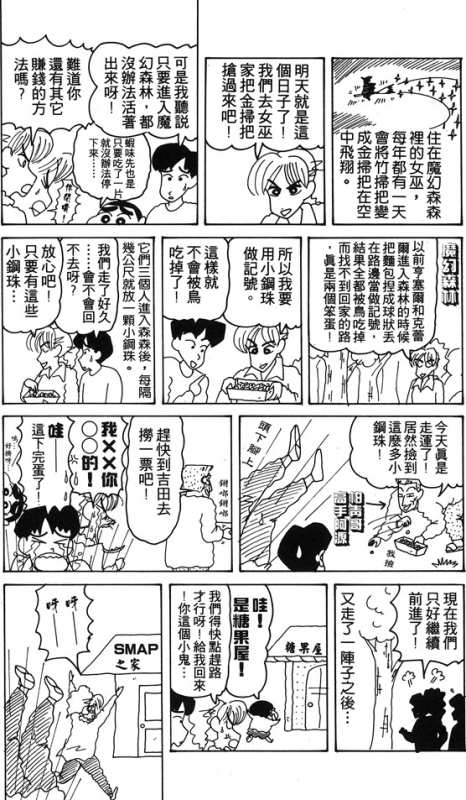 住在魔幻森森
裡的女巫，
每年都有一天
會將竹掃把變
成金掃把在空
中飛翔。
明天就是這
個日子了！
我們去女巫
家把金掃把
搶過來吧！
可是我聽說
只要進入魔
幻森林，都
沒辦法活著
出來呀！
蝦味先也是
只要吃了一片
就沒辦法停
下來……
難道你
還有其它
賺錢的方
法嗎？
魔幻森林
以前亨塞爾和克蕾
爾進入森林的時候
把麵包捏成球狀丟
在路邊當做記號，
結果全都被鳥吃掉
而找不到回家的路
，真是兩個笨蛋！
所以我要
用小鋼珠
做記號。
這樣就
不會被鳥
吃掉了！
它們三個人進入森森後，每隔
幾公尺就放一顆小鋼珠。
我們走了好久
……會不會回
不去呀？
放心吧！
只要有這些
小鋼珠
今天真是
走運了！
居然撿到
這麼多小
鋼珠！
柏青哥
高手阿源
我搶
頭下腳上
趕快到吉田去
撈一票吧！
我××你
○○的！
哇——
這下完蛋了！
現在我們
只好繼續
前進了！
又走了一陣子之後…
糖果屋
哇！
是糖果屋！
我們得快點趕路
才行呀！給我回來
！你這個小鬼…
SMAP
之家
呀
呀